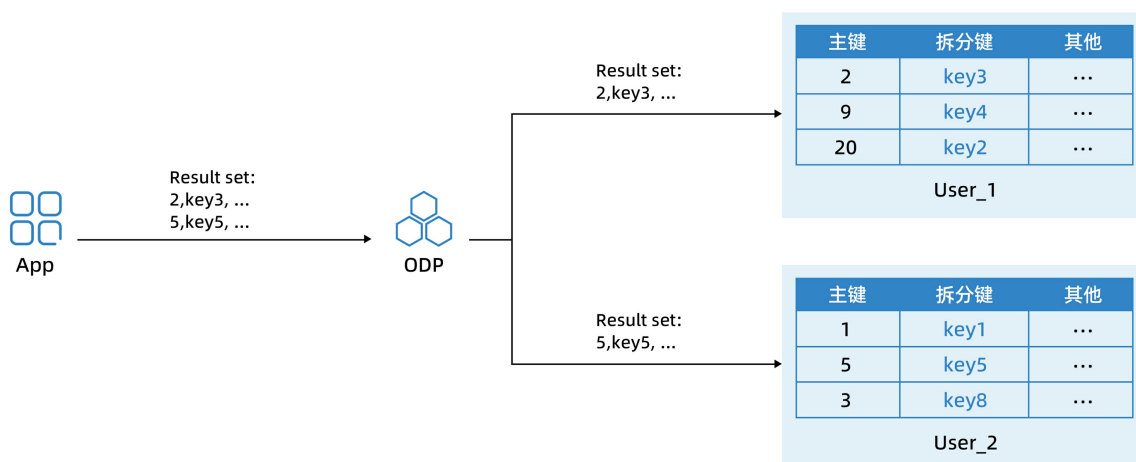 App
Result set:
2,key3, ...
5,key5, ...
ODP
Result set:
2,key3, ...
主键 拆分键 其他
2 key3 ...
9 key4 ...
20 key2 ...
User_1
Result set:
5,key5, ...
主键 拆分键 其他
1 key1 ...
5 key5 ...
3 key8 ...
User_2